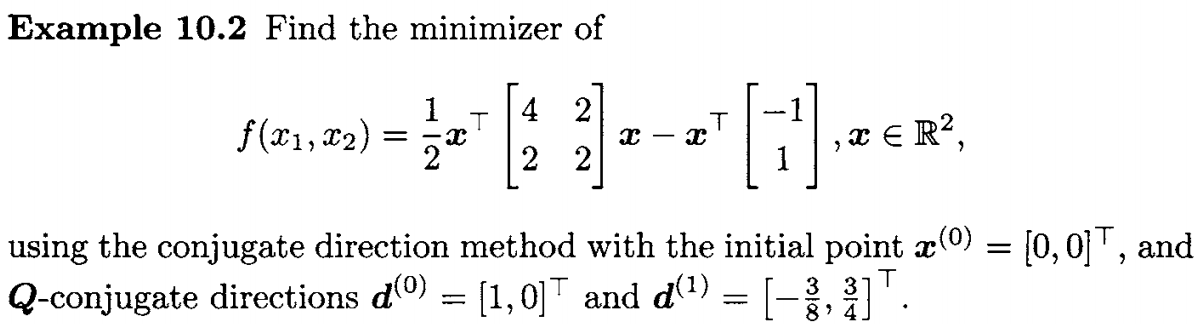 Example 10.2 Find the minimizer of
f(x₁, x₂) = ½ x⊤ [4 2; 2 2] x − x⊤ [−1; 1], x ∈ ℝ²,
using the conjugate direction method with the initial point x⁽⁰⁾ = [0, 0]⊤, and
Q-conjugate directions d⁽⁰⁾ = [1, 0]⊤ and d⁽¹⁾ = [−3/8, 3/4]⊤.